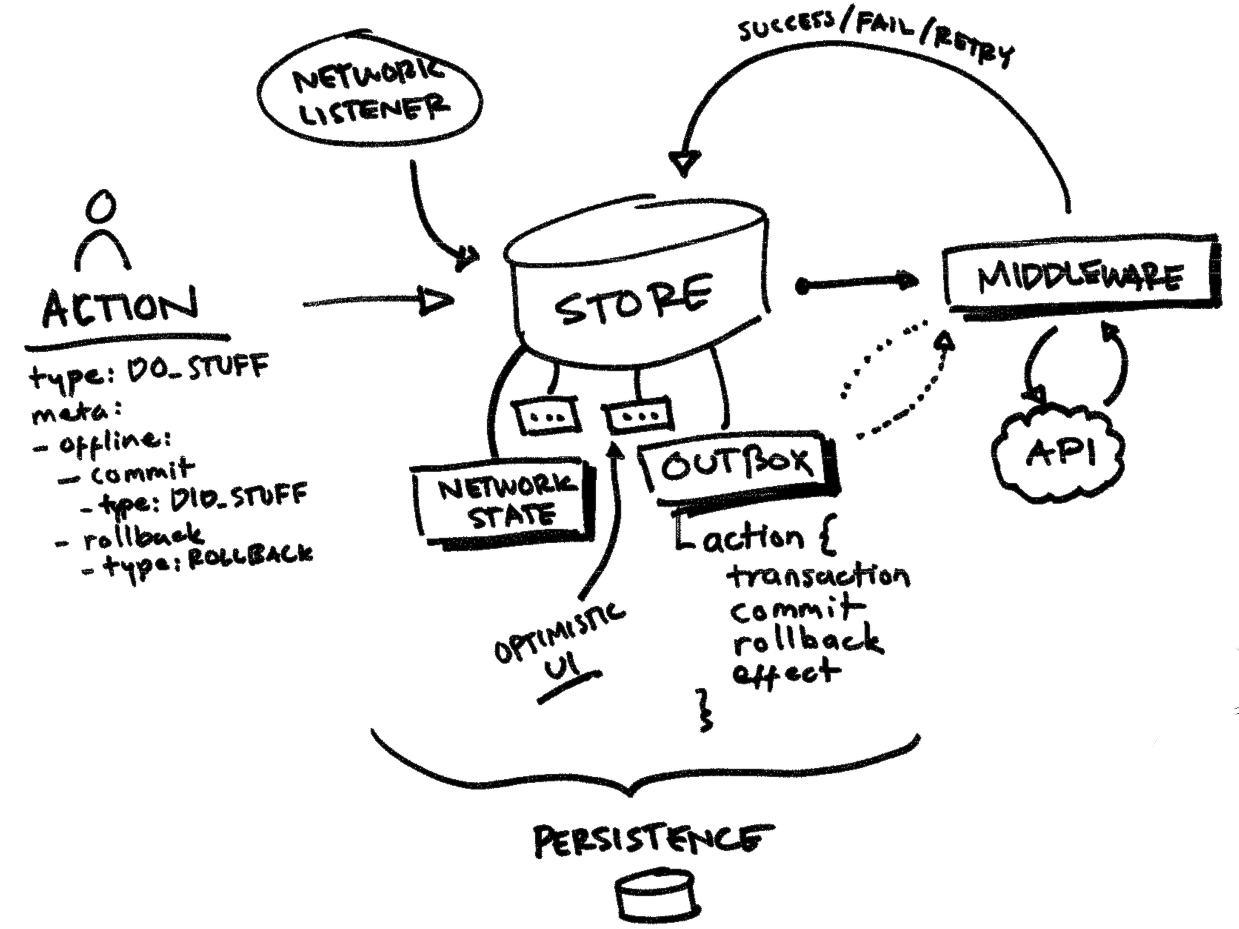 SUCCESS/FAIL/RETRY
NETWORK
LISTENER
ACTION
type: DO_STUFF
meta:
- offline:
- commit
- type: DID_STUFF
- rollback
- type: ROLLBACK
STORE
MIDDLEWARE
API
...
...
NETWORK
STATE
OUTBOX
action {
transaction
commit
rollback
effect
}
OPTIMISTIC
UI
PERSISTENCE